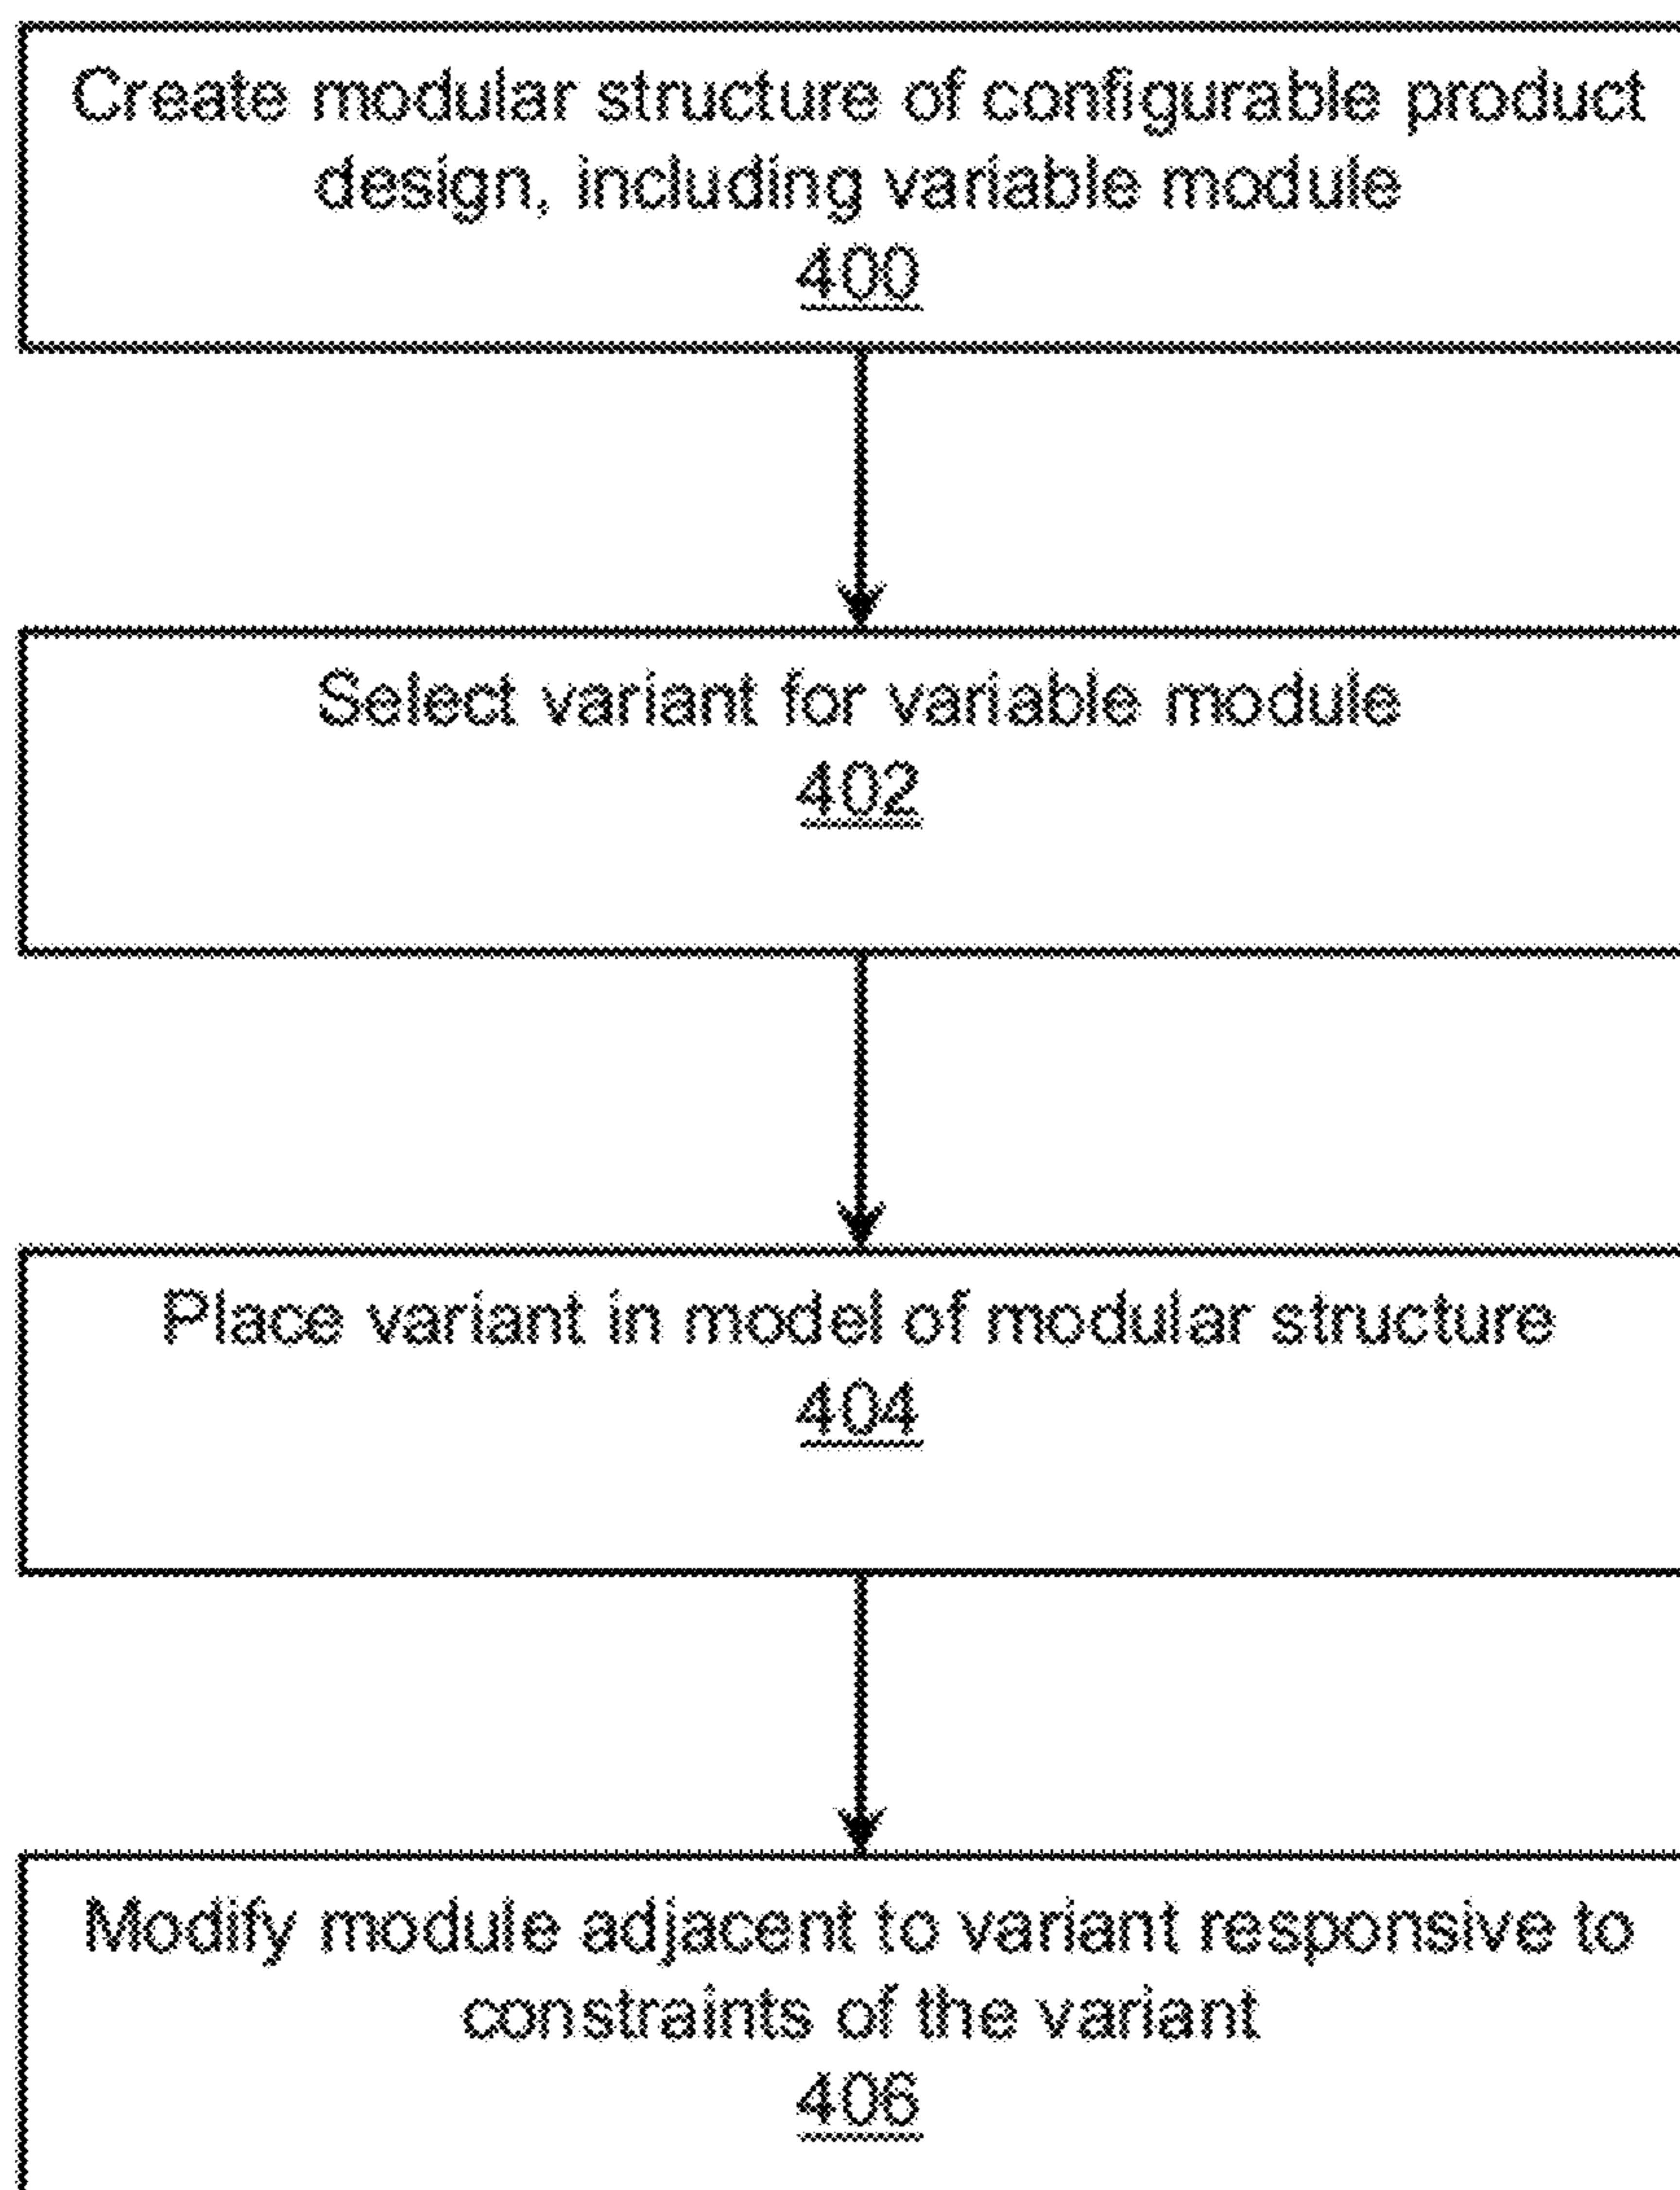 Create modular structure of configurable product
design, including variable module
400
Select variant for variable module
402
Place variant in model of modular structure
404
Modify module adjacent to variant responsive to
constraints of the variant
406